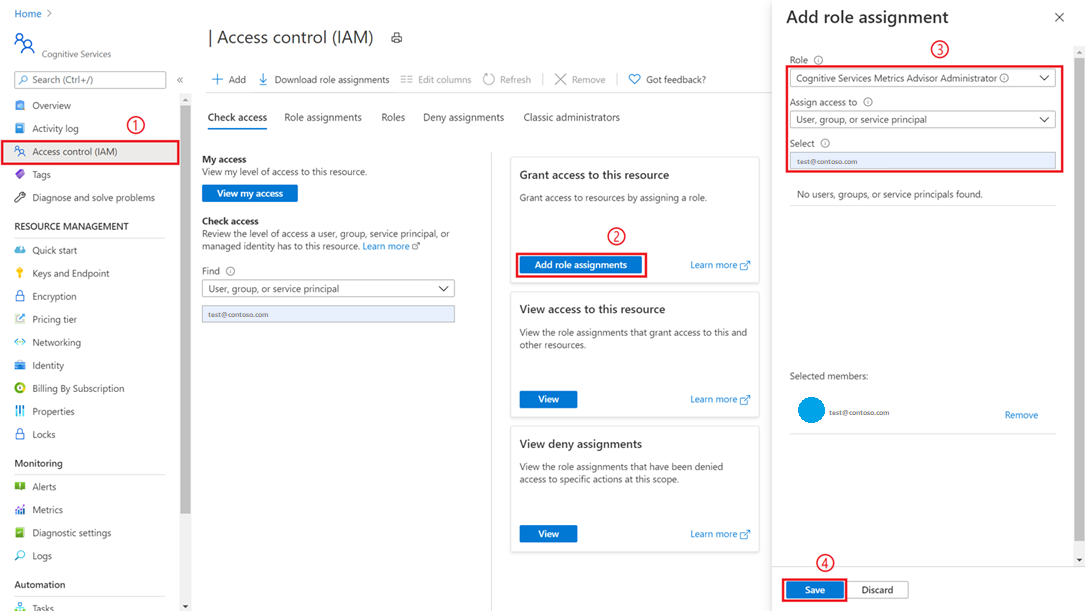 Home >
Cognitive Services
Search (Ctrl+/)
«
Overview
Activity log
①
Access control (IAM)
Tags
Diagnose and solve problems
RESOURCE MANAGEMENT
Quick start
Keys and Endpoint
Encryption
Pricing tier
Networking
Identity
Billing By Subscription
Properties
Locks
Monitoring
Alerts
Metrics
Diagnostic settings
Logs
Automation
Tasks
| Access control (IAM)
Add
Download role assignments
Edit columns
Refresh
Remove
Got feedback?
Check access
Role assignments
Roles
Deny assignments
Classic administrators
My access
View my level of access to this resource.
View my access
Check access
Review the level of access a user, group, service principal, or
managed identity has to this resource. Learn more
Find
User, group, or service principal
test@contoso.com
Grant access to this resource
Grant access to resources by assigning a role.
②
Add role assignments
Learn more
View access to this resource
View the role assignments that grant access to this and
other resources.
View
Learn more
View deny assignments
View the role assignments that have been denied
access to specific actions at this scope.
View
Learn more
Add role assignment
③
Role
Cognitive Services Metrics Advisor Administrator
Assign access to
User, group, or service principal
Select
test@contoso.com
No users, groups, or service principals found.
Selected members:
test@contoso.com
Remove
④
Save
Discard